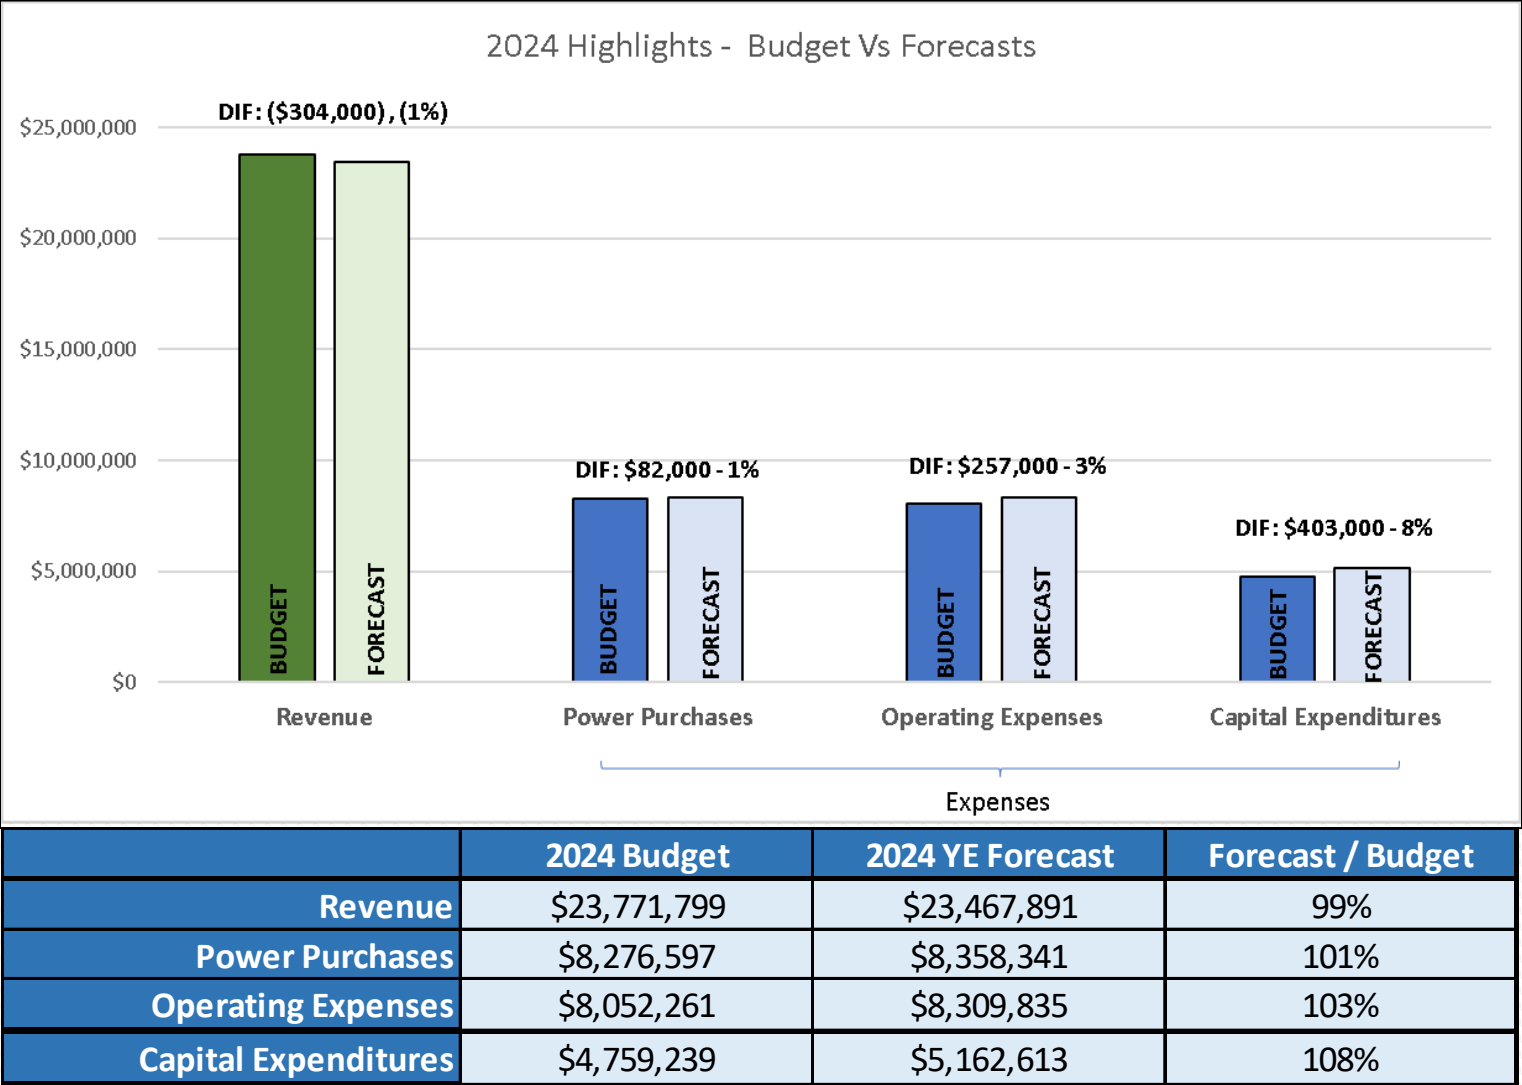 2024 Highlights - Budget Vs Forecasts
DIF: ($304,000) , (1%)
$25,000,000
$20,000,000
$15,000,000
$10,000,000
$5,000,000
$0
DIF: $82,000 - 1%
DIF: $257,000 - 3%
DIF: $403,000 - 8%
BUDGET
FORECAST
BUDGET
FORECAST
BUDGET
FORECAST
BUDGET
FORECAST
Revenue Power Purchases Operating Expenses Capital Expenditures
Expenses
2024 Budget 2024 YE Forecast Forecast / Budget
Revenue $23,771,799 $23,467,891 99%
Power Purchases $8,276,597 $8,358,341 101%
Operating Expenses $8,052,261 $8,309,835 103%
Capital Expenditures $4,759,239 $5,162,613 108%